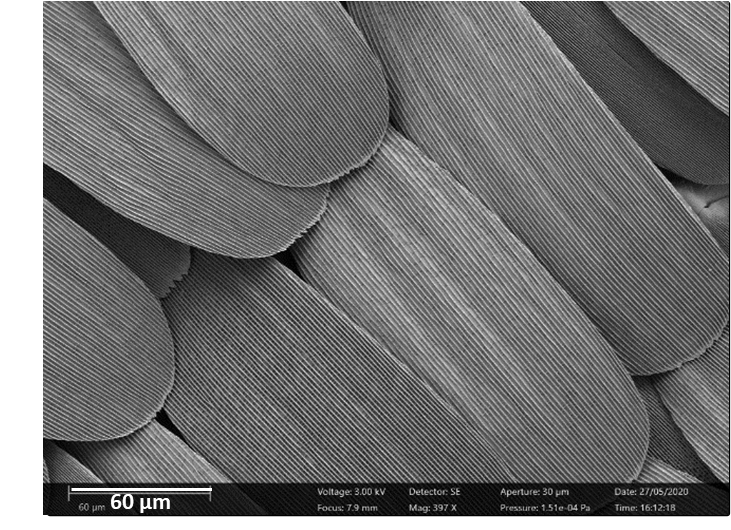 Voltage: 3.00 kV Detector: SE Aperture: 30 µm Date: 27/05/2020
60 µm 60 µm Focus: 7.9 mm Mag: 397 X Pressure: 1.51e-04 Pa Time: 16:12:18